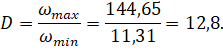 D = ω_max / ω_min = 144,65 / 11,31 = 12,8.